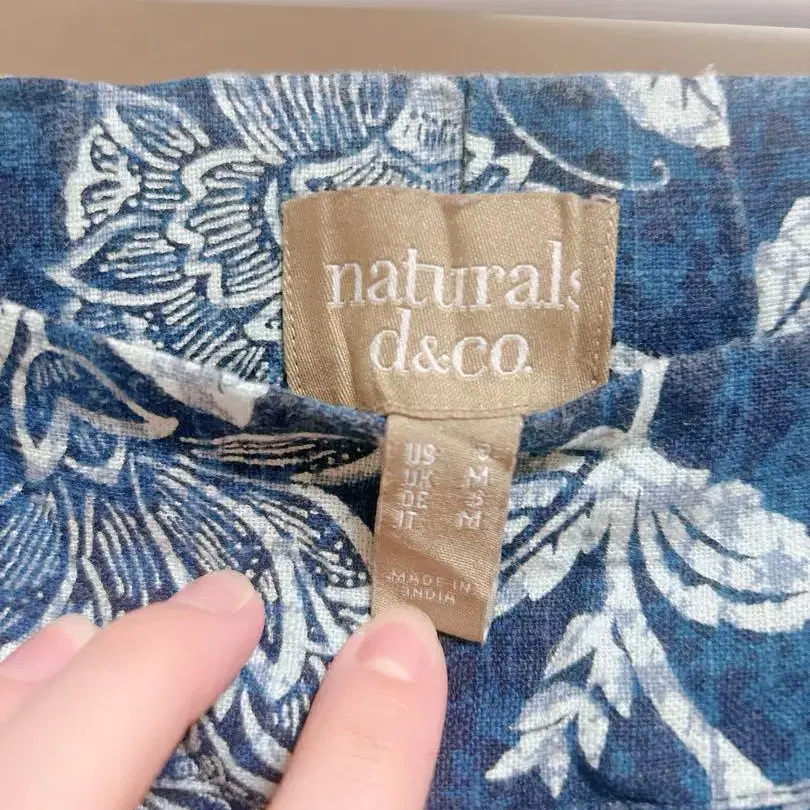 naturals
d&co.
US S
UK M
DE S
IT M
MADE IN
INDIA